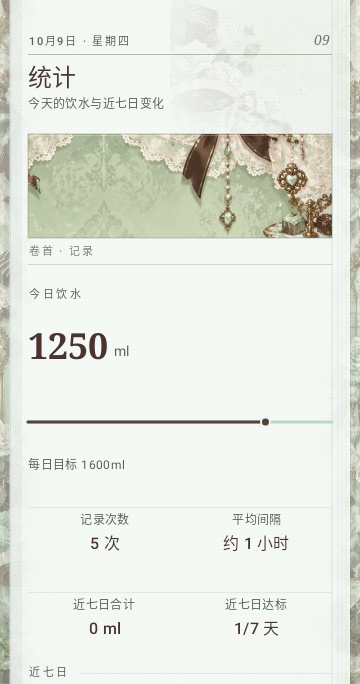 10月9日 · 星期四
09
统计
今天的饮水与近七日变化
卷首 · 记录
今日饮水
1250 ml
每日目标 1600ml
记录次数
平均间隔
5 次
约 1 小时
近七日合计
近七日达标
0 ml
1/7 天
近七日